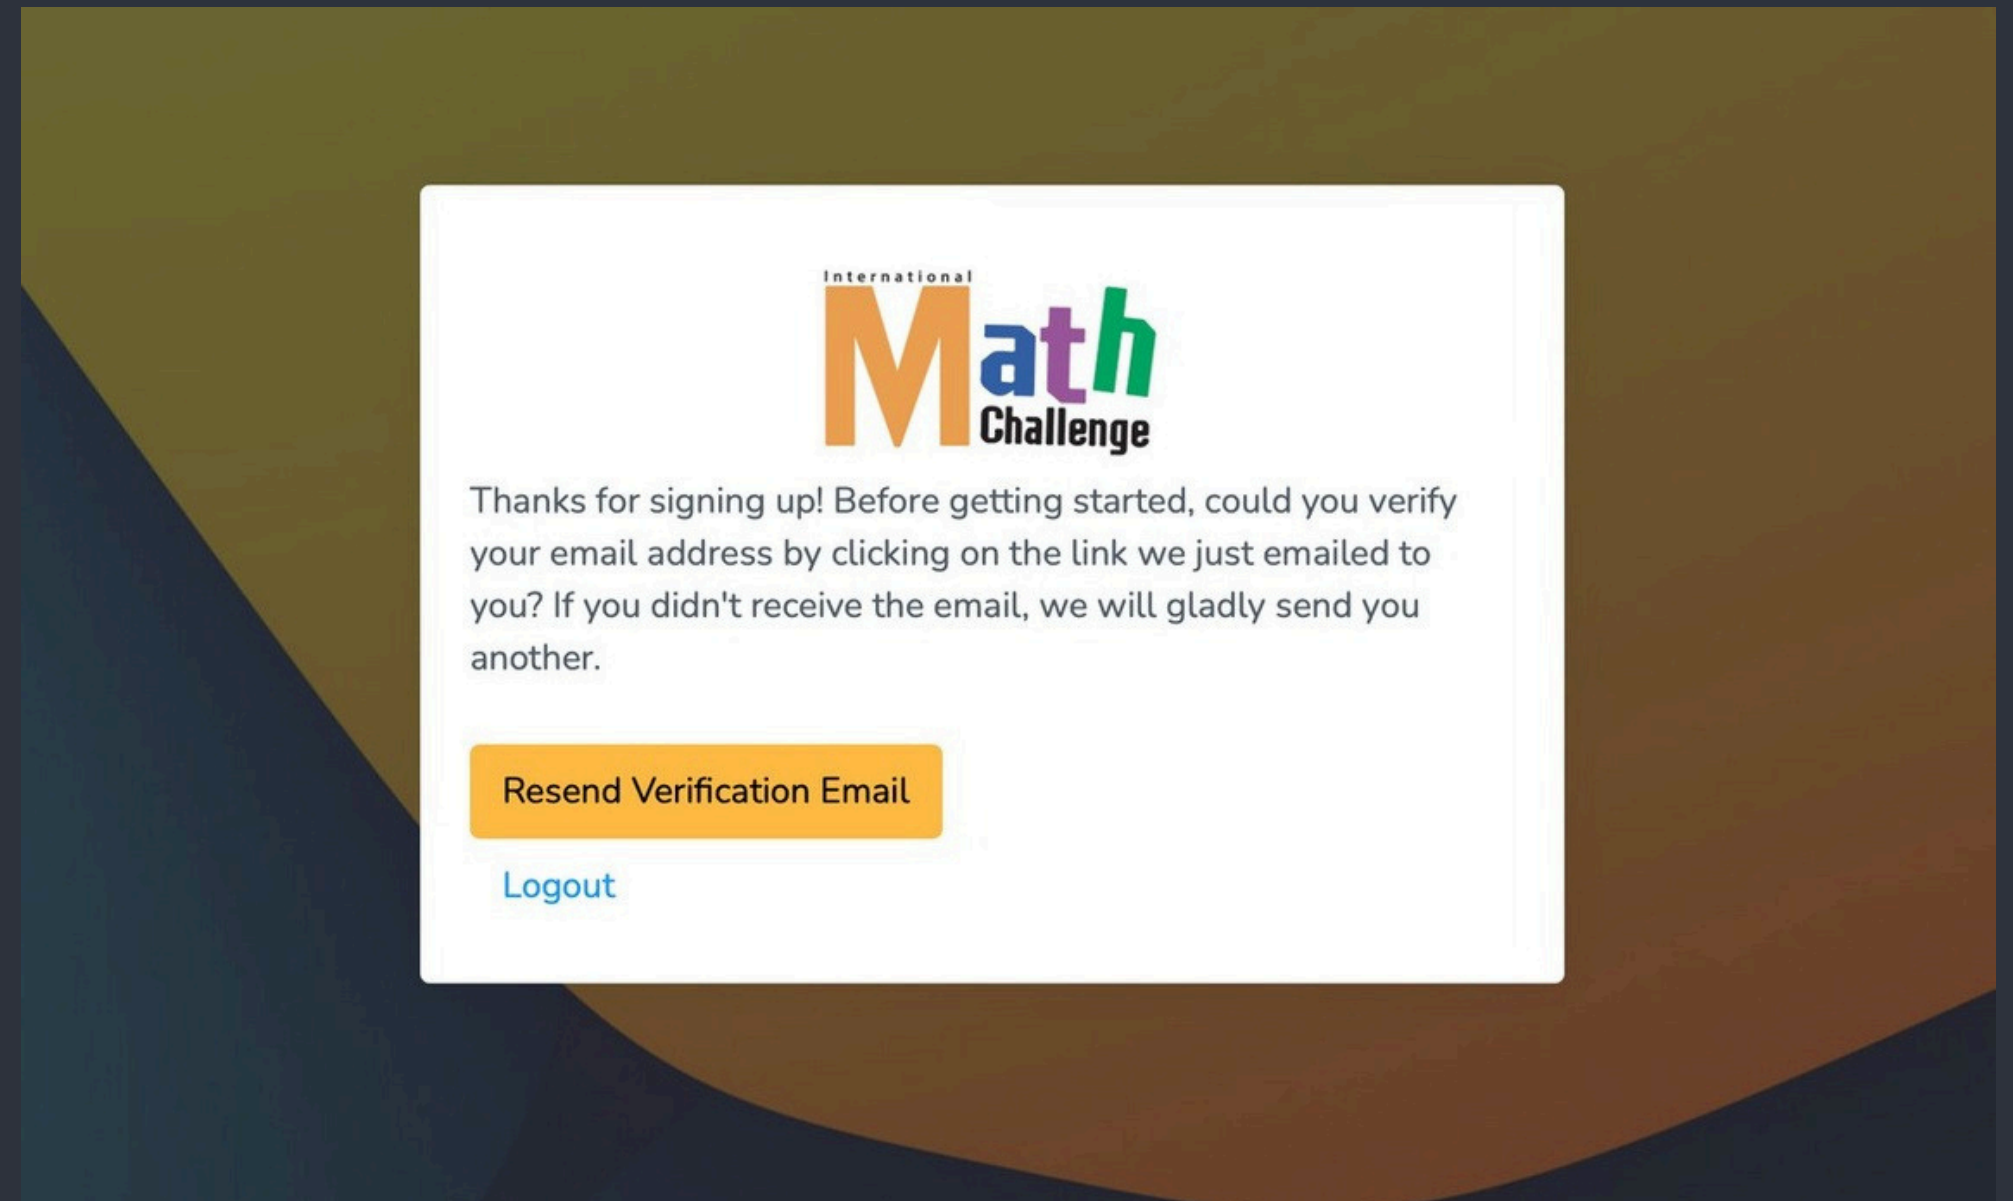 International
Math
Challenge
Thanks for signing up! Before getting started, could you verify
your email address by clicking on the link we just emailed to
you? If you didn't receive the email, we will gladly send you
another.
Resend Verification Email
Logout